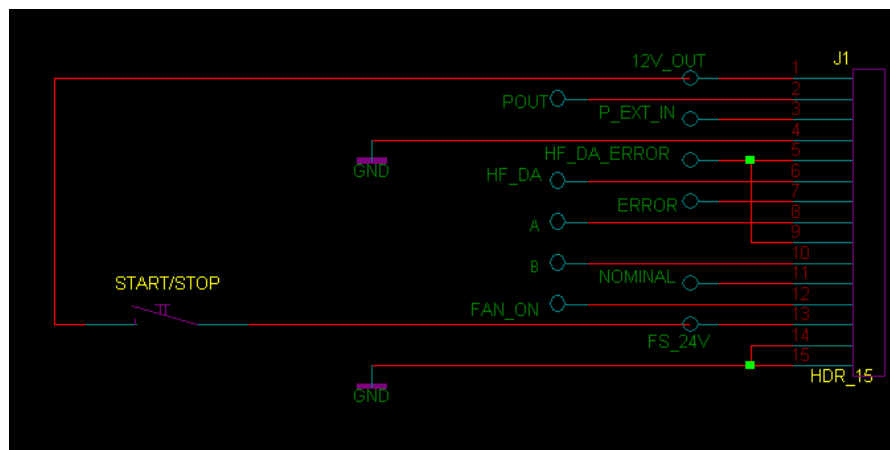 J1
12V_OUT
1
POUT
2
P_EXT_IN
3
4
GND
HF_DA_ERROR
5
HF_DA
6
ERROR
7
A
8
9
B
10
START/STOP
NOMINAL
11
FAN_ON
12
13
FS_24V
14
15
GND
HDR_15